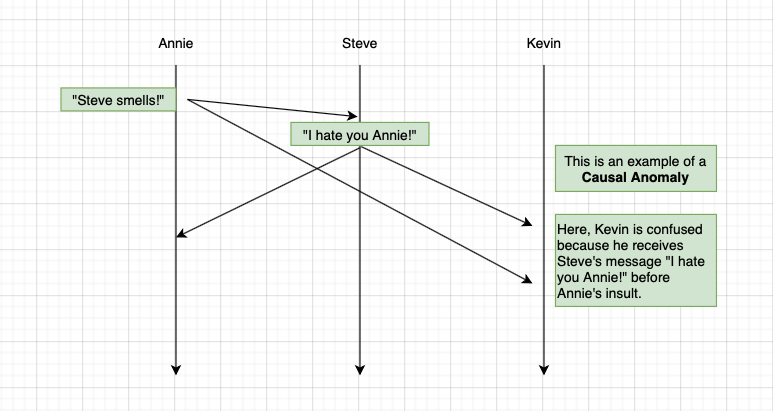 Annie
Steve
Kevin
"Steve smells!"
"I hate you Annie!"
This is an example of a
Causal Anomaly
Here, Kevin is confused
because he receives
Steve's message "I hate
you Annie!" before
Annie's insult.